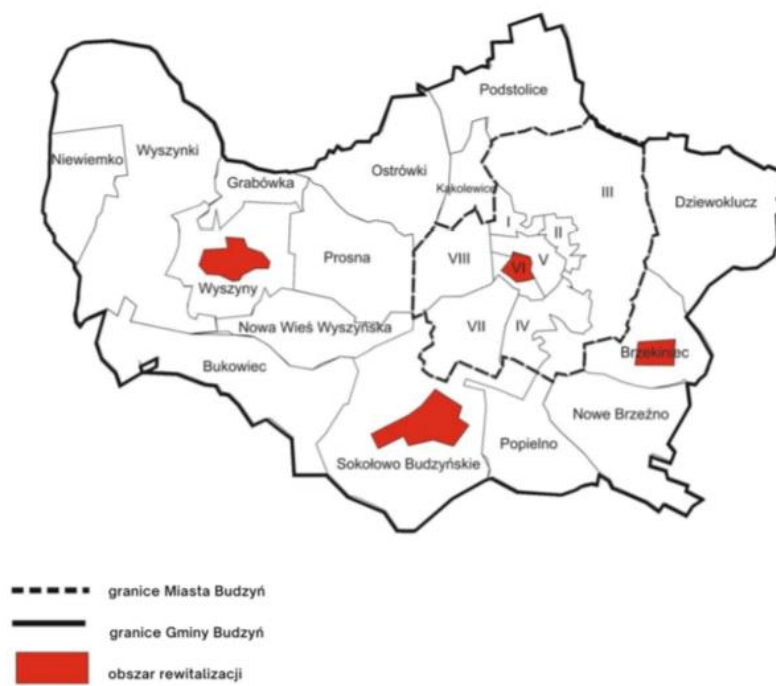 Podstolice
Wyszynki
Niewiemko
Ostrówki
Grabówka
Kąkolewice
III
Dziewoklucz
I
II
Prosna
VIII
V
VI
Wyszyny
Nowa Wieś Wyszyńska
VII
IV
Brzekiniec
Bukowiec
Nowe Brzeźno
Popielno
Sokołowo Budzyńskie
granice Miasta Budzyń
granice Gminy Budzyń
obszar rewitalizacji